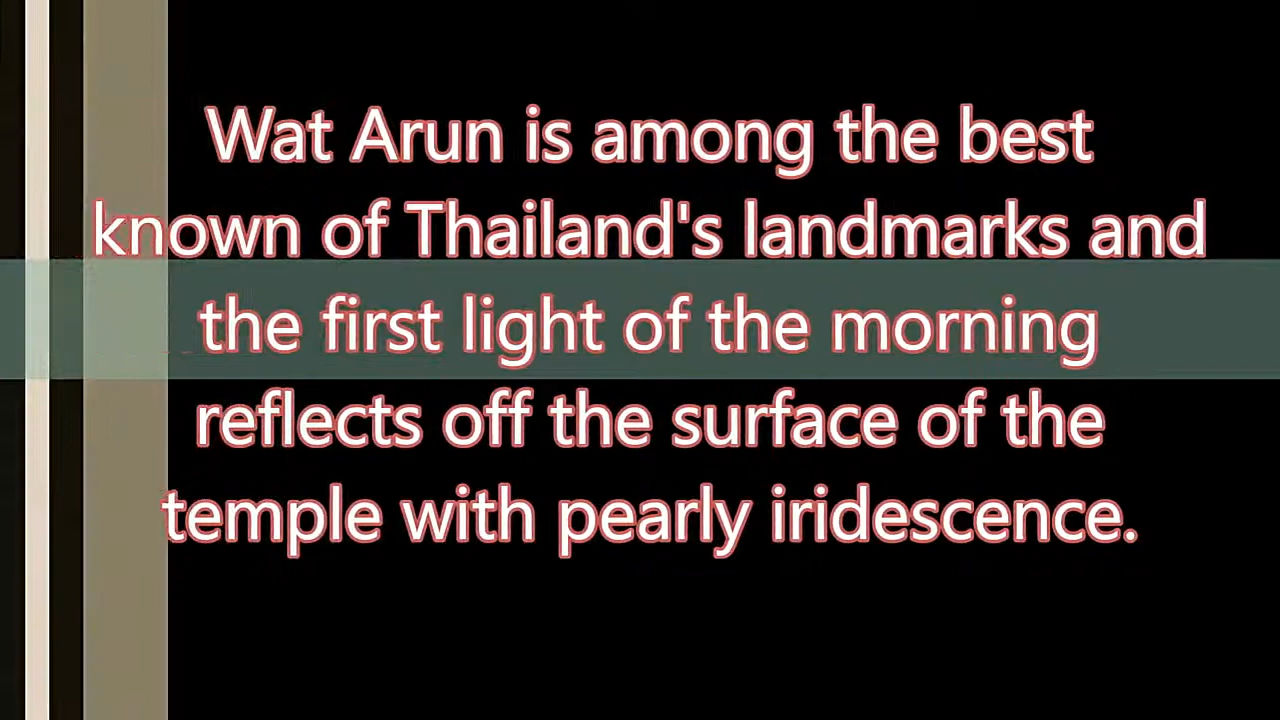 Wat Arun is among the best
known of Thailand's landmarks and
the first light of the morning
reflects off the surface of the
temple with pearly iridescence.